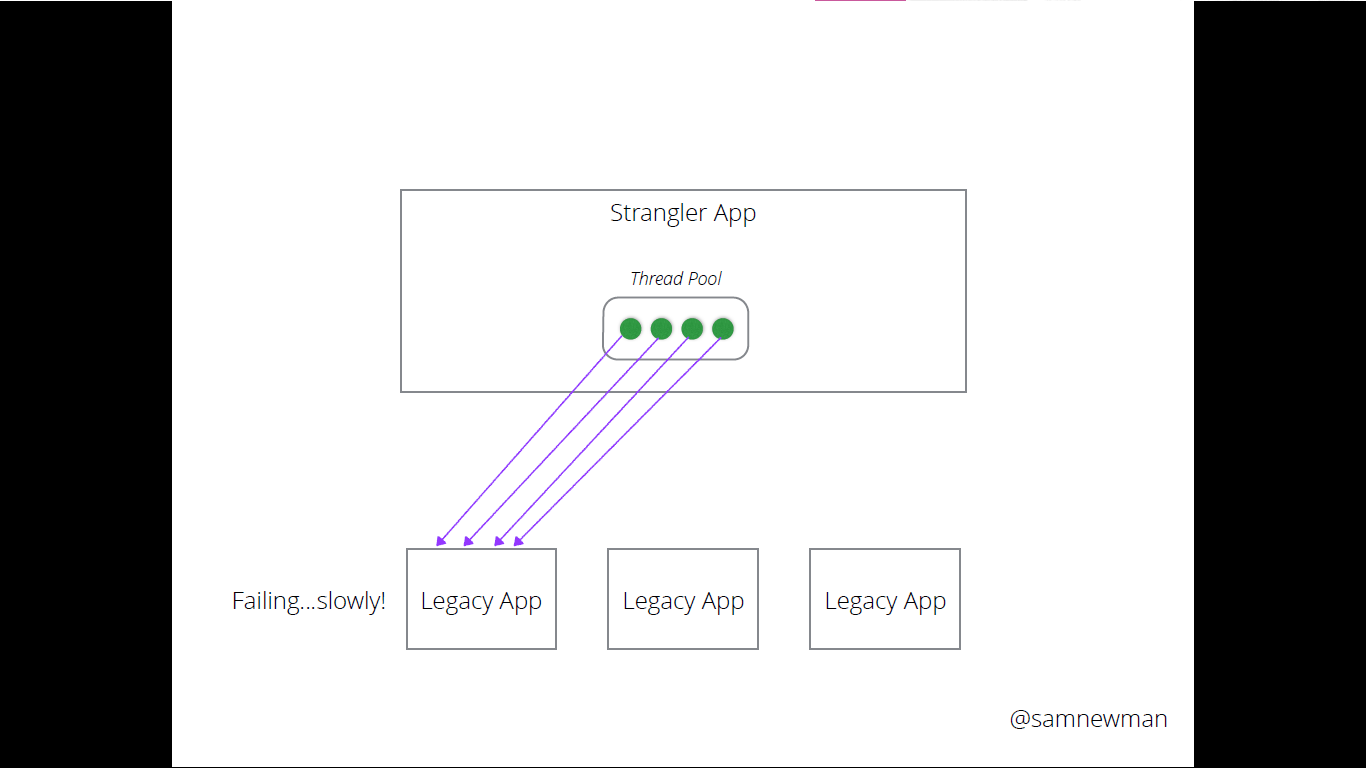 Strangler App
Thread Pool
Failing...slowly!
Legacy App
Legacy App
Legacy App
@samnewman